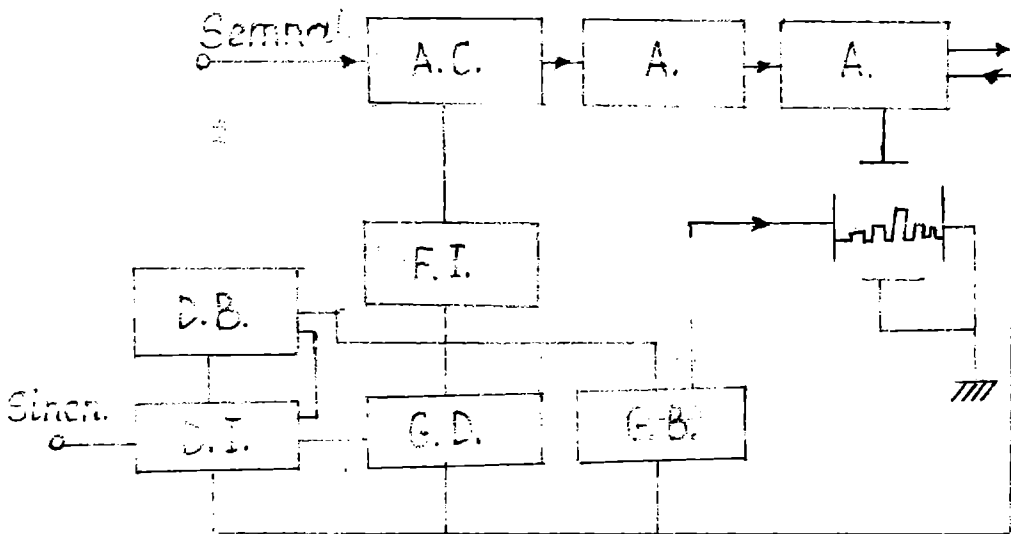 Semnal
A.C.
A.
A.
F.I.
D.B.
Sincr.
D.I.
G.D.
G.B.